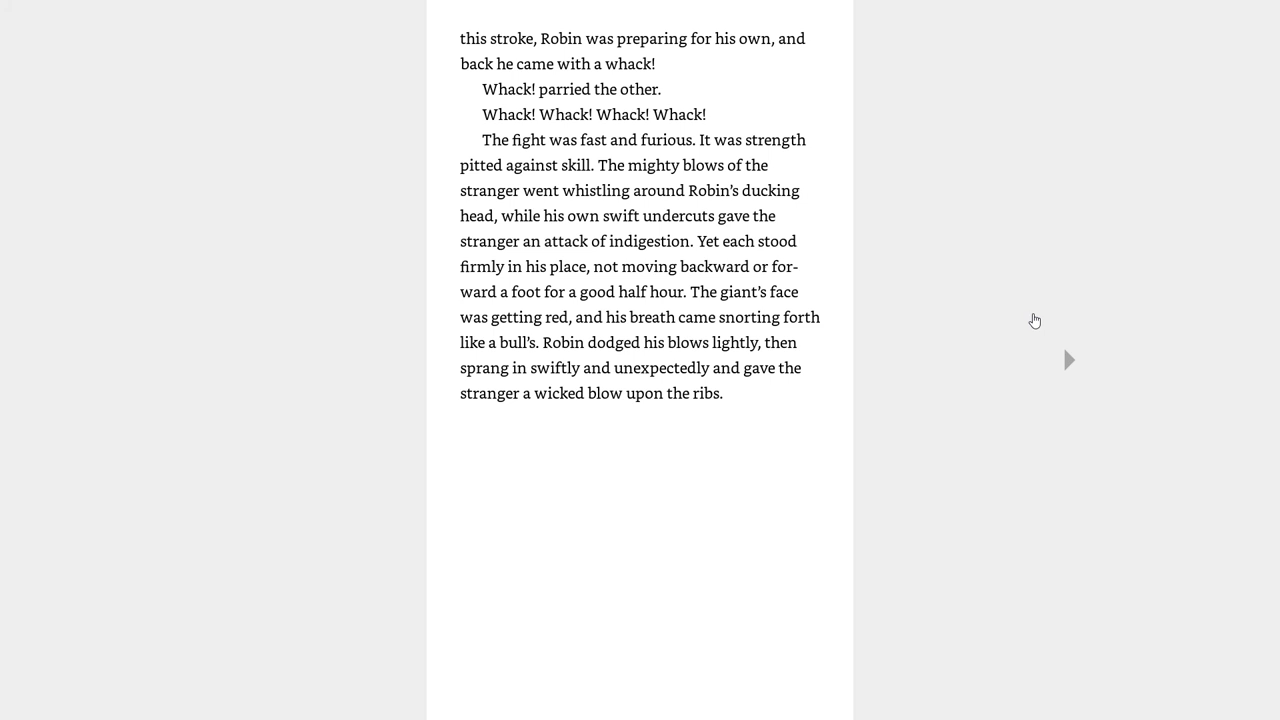 this stroke, Robin was preparing for his own, and
back he came with a whack!
Whack! parried the other.
Whack! Whack! Whack! Whack!
The fight was fast and furious. It was strength
pitted against skill. The mighty blows of the
stranger went whistling around Robin’s ducking
head, while his own swift undercuts gave the
stranger an attack of indigestion. Yet each stood
firmly in his place, not moving backward or for-
ward a foot for a good half hour. The giant’s face
was getting red, and his breath came snorting forth
like a bull’s. Robin dodged his blows lightly, then
sprang in swiftly and unexpectedly and gave the
stranger a wicked blow upon the ribs.